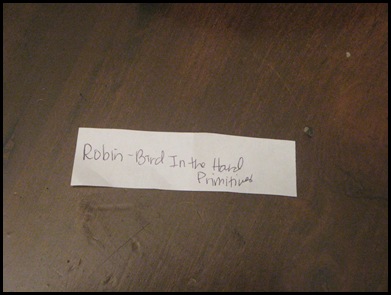 Robin - Bird In the Hand
Primitives